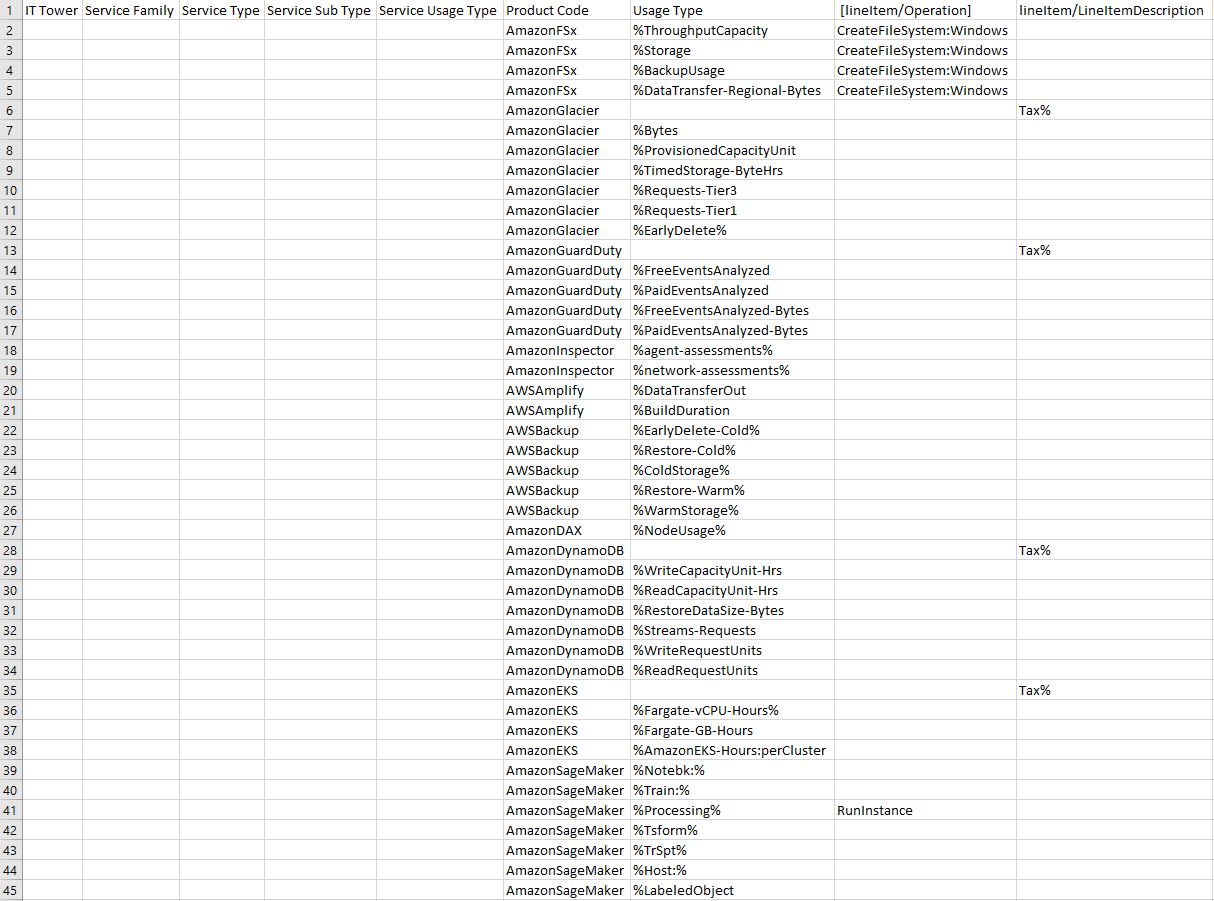 1 IT Tower Service Family Service Type Service Sub Type Service Usage Type Product Code Usage Type [lineItem/Operation] lineItem/LineItemDescription
2 AmazonFSx %ThroughputCapacity CreateFileSystem:Windows
3 AmazonFSx %Storage CreateFileSystem:Windows
4 AmazonFSx %BackupUsage CreateFileSystem:Windows
5 AmazonFSx %DataTransfer-Regional-Bytes CreateFileSystem:Windows
6 AmazonGlacier Tax%
7 AmazonGlacier %Bytes
8 AmazonGlacier %ProvisionedCapacityUnit
9 AmazonGlacier %TimedStorage-ByteHrs
10 AmazonGlacier %Requests-Tier3
11 AmazonGlacier %Requests-Tier1
12 AmazonGlacier %EarlyDelete%
13 AmazonGuardDuty Tax%
14 AmazonGuardDuty %FreeEventsAnalyzed
15 AmazonGuardDuty %PaidEventsAnalyzed
16 AmazonGuardDuty %FreeEventsAnalyzed-Bytes
17 AmazonGuardDuty %PaidEventsAnalyzed-Bytes
18 AmazonInspector %agent-assessments%
19 AmazonInspector %network-assessments%
20 AWSAmplify %DataTransferOut
21 AWSAmplify %BuildDuration
22 AWSBackup %EarlyDelete-Cold%
23 AWSBackup %Restore-Cold%
24 AWSBackup %ColdStorage%
25 AWSBackup %Restore-Warm%
26 AWSBackup %WarmStorage%
27 AmazonDAX %NodeUsage%
28 AmazonDynamoDB Tax%
29 AmazonDynamoDB %WriteCapacityUnit-Hrs
30 AmazonDynamoDB %ReadCapacityUnit-Hrs
31 AmazonDynamoDB %RestoreDataSize-Bytes
32 AmazonDynamoDB %Streams-Requests
33 AmazonDynamoDB %WriteRequestUnits
34 AmazonDynamoDB %ReadRequestUnits
35 AmazonEKS Tax%
36 AmazonEKS %Fargate-vCPU-Hours%
37 AmazonEKS %Fargate-GB-Hours
38 AmazonEKS %AmazonEKS-Hours:perCluster
39 AmazonSageMaker %Notebk:%
40 AmazonSageMaker %Train:%
41 AmazonSageMaker %Processing% RunInstance
42 AmazonSageMaker %Tsform%
43 AmazonSageMaker %TrSpt%
44 AmazonSageMaker %Host:%
45 AmazonSageMaker %LabeledObject